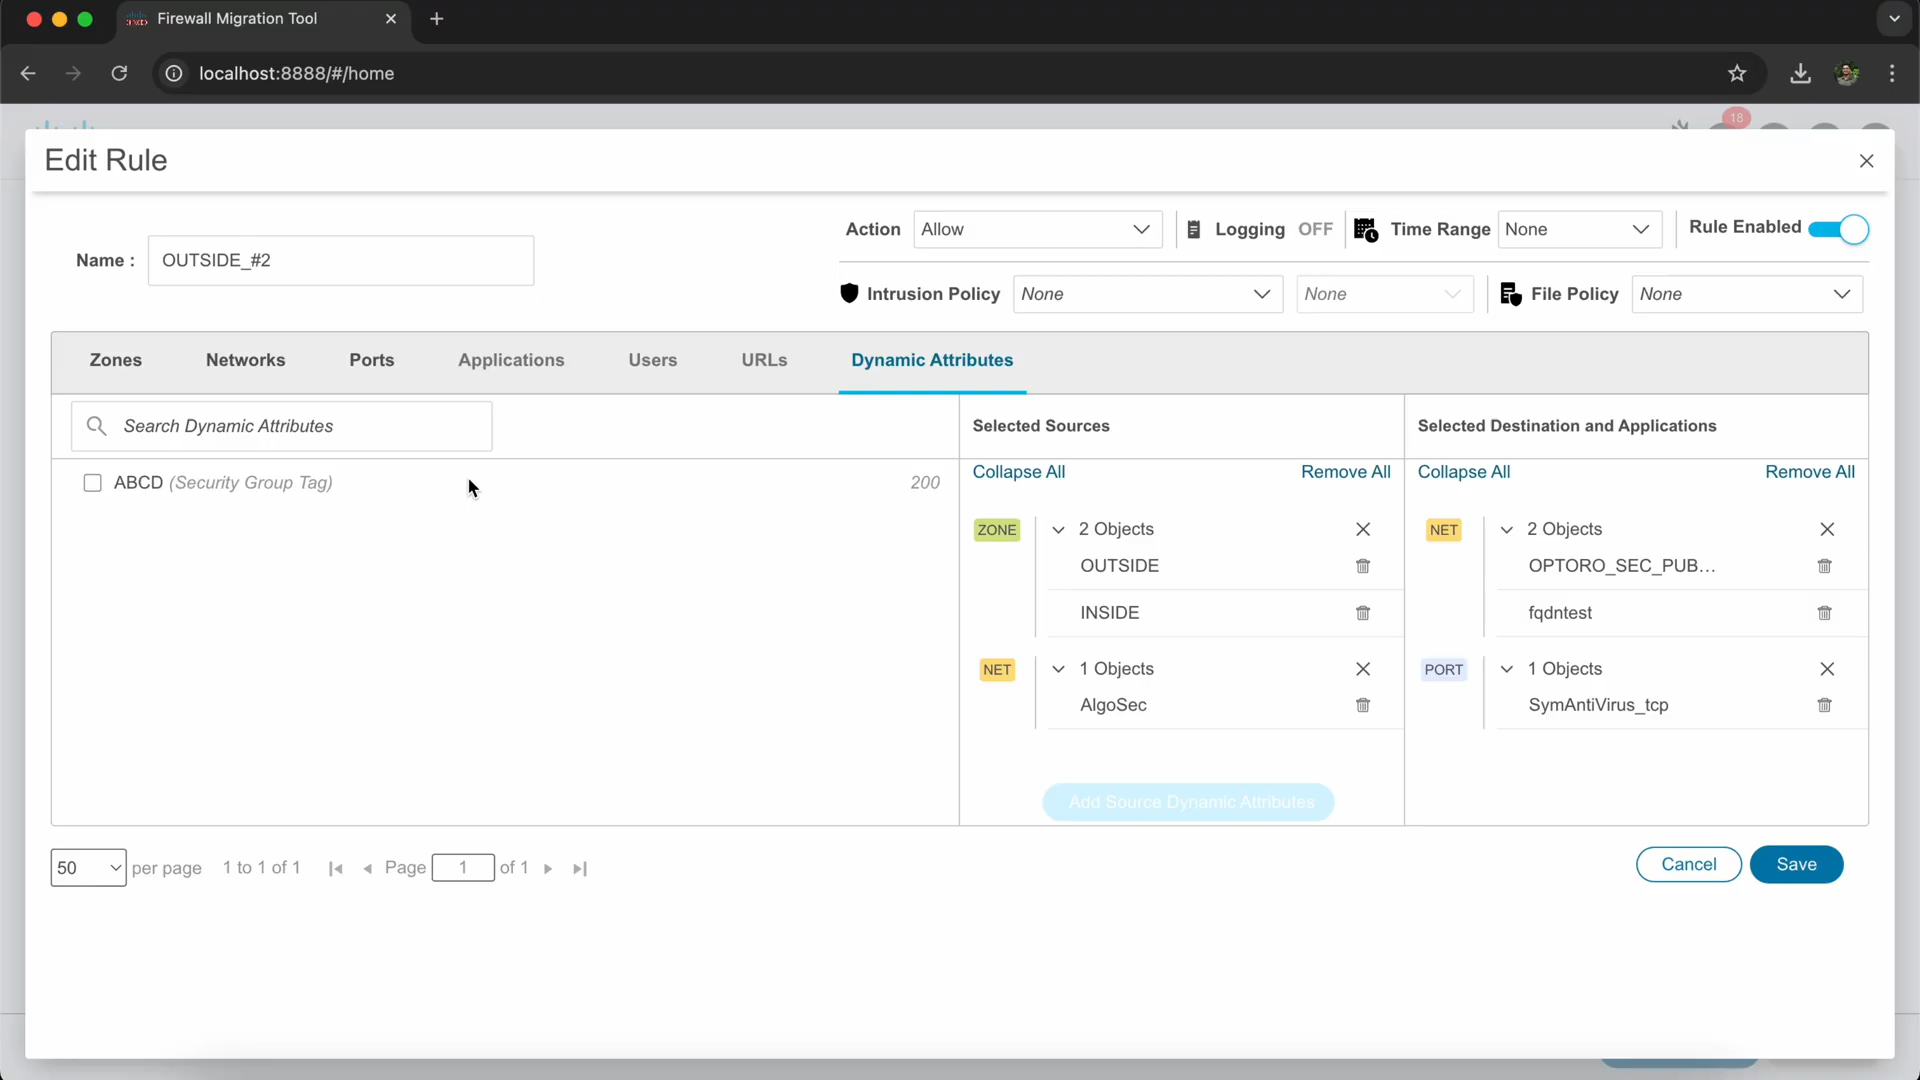 Firewall Migration Tool
localhost:8888/#/home
18
Edit Rule
Name :
OUTSIDE_#2
Action
Allow
Logging
OFF
Time Range
None
Rule Enabled
Intrusion Policy
None
None
File Policy
None
Zones
Networks
Ports
Applications
Users
URLs
Dynamic Attributes
Search Dynamic Attributes
Selected Sources
Selected Destination and Applications
ABCD (Security Group Tag)
200
Collapse All
Remove All
Collapse All
Remove All
ZONE
2 Objects
OUTSIDE
INSIDE
NET
1 Objects
AlgoSec
NET
2 Objects
OPTORO_SEC_PUB...
fqdntest
PORT
1 Objects
SymAntiVirus_tcp
Add Source Dynamic Attributes
50
per page
1 to 1 of 1
Page
1
of 1
Cancel
Save